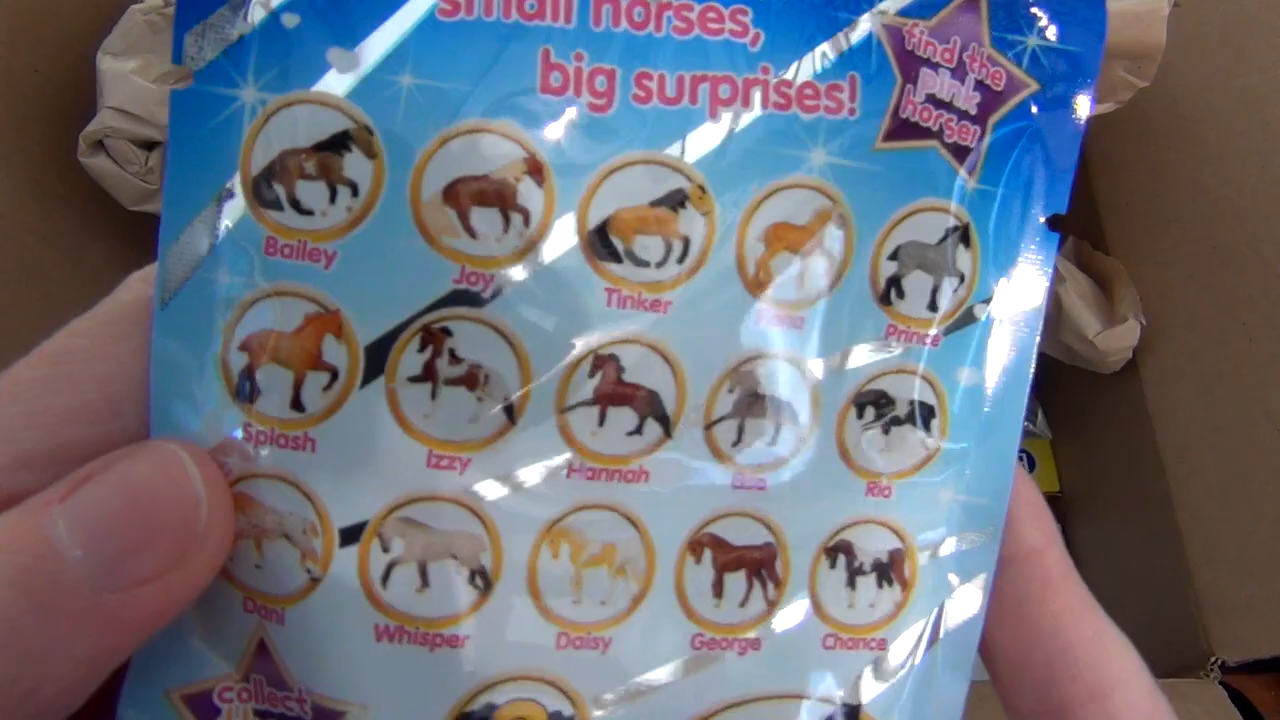 small horses,
big surprises!
find the
pink
horse!
Bailey
Joy
Tinker
Prince
Splash
Izzy
Hannah
Rio
Dani
Whisper
Daisy
George
Chance
collect